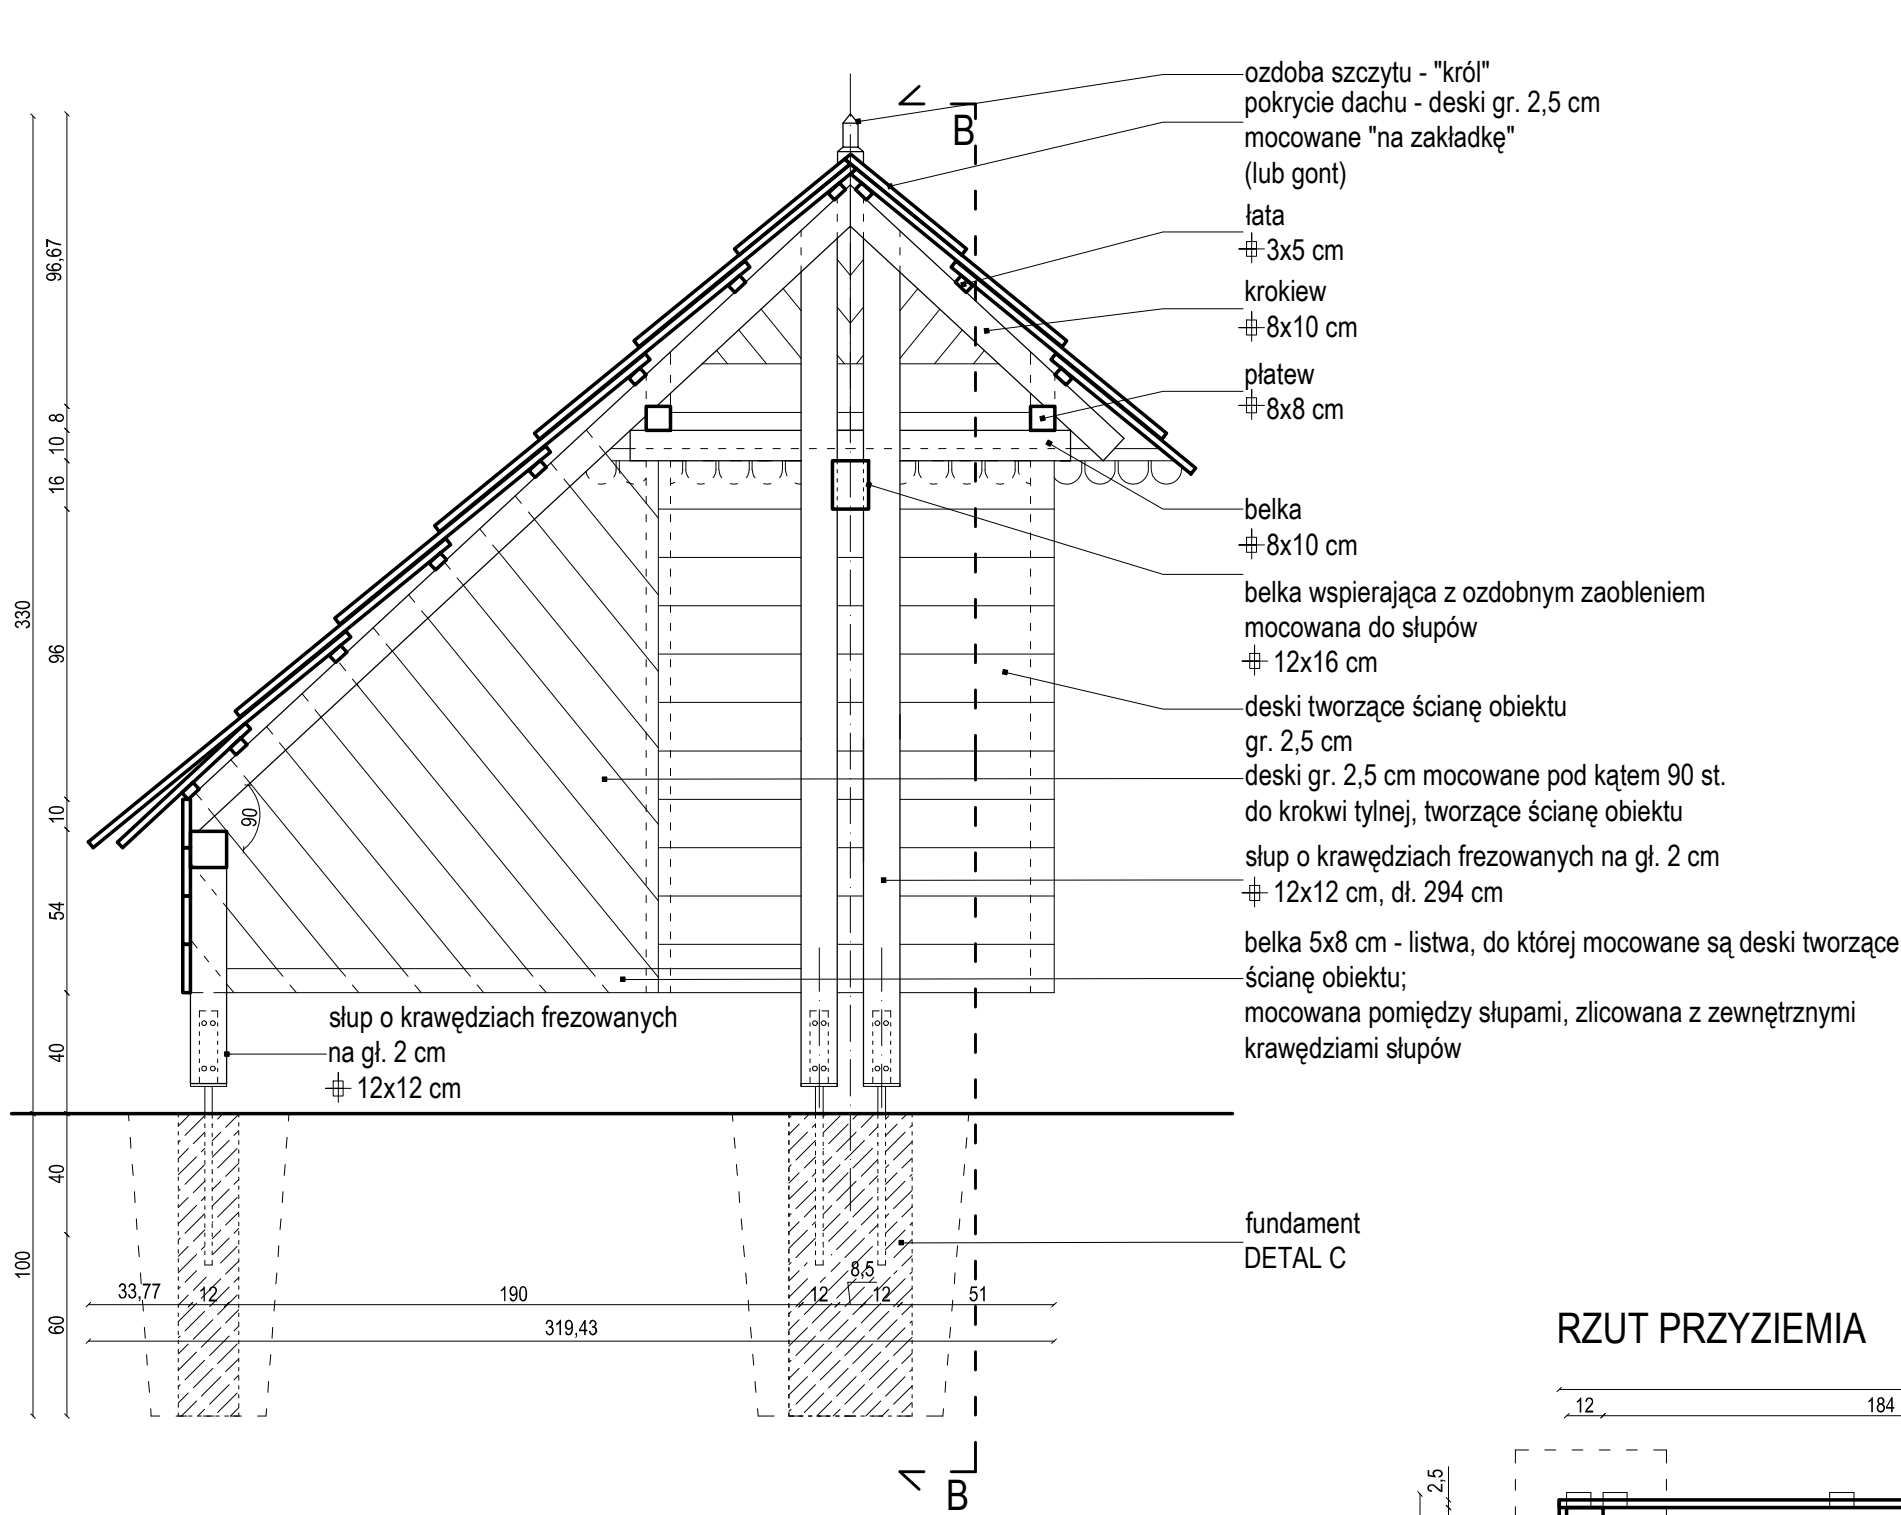 ozdoba szczytu - "król"
pokrycie dachu - deski gr. 2,5 cm
mocowane "na zakładkę"
(lub gont)
łata
3x5 cm
krokiew
8x10 cm
płatew
8x8 cm
belka
8x10 cm
belka wspierająca z ozdobnym zaobleniem
mocowana do słupów
12x16 cm
deski tworzące ścianę obiektu
gr. 2,5 cm
deski gr. 2,5 cm mocowane pod kątem 90 st.
do krokwi tylnej, tworzące ścianę obiektu
słup o krawędziach frezowanych na gł. 2 cm
12x12 cm, dł. 294 cm
belka 5x8 cm - listwa, do której mocowane są deski tworzące
ścianę obiektu;
mocowana pomiędzy słupami, zlicowana z zewnętrznymi
krawędziami słupów
słup o krawędziach frezowanych
na gł. 2 cm
12x12 cm
fundament
DETAL C
B
B
96,67
8
10
16
96
10
54
40
40
60
330
100
90
33,77
12
190
12
8,5
12
51
319,43
RZUT PRZYZIEMIA
12
184
2,5